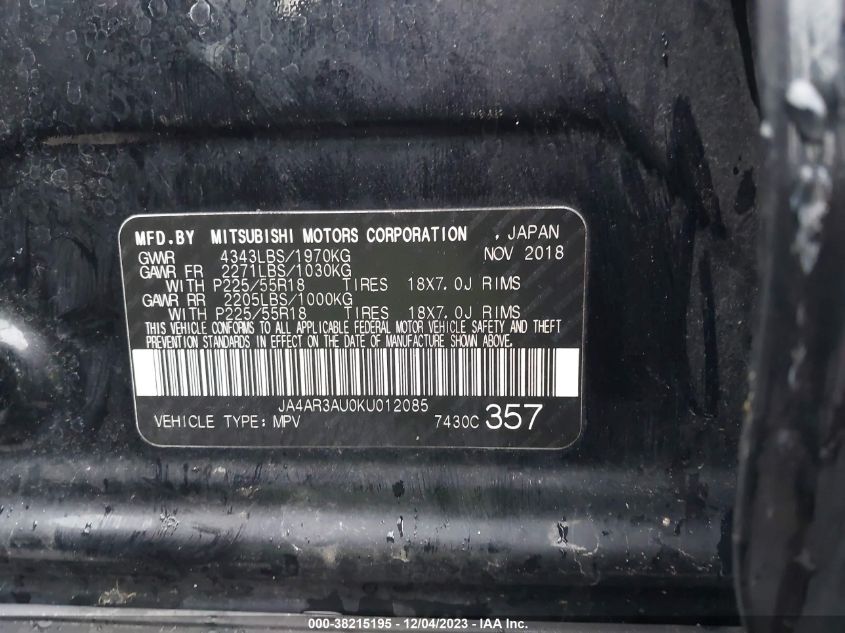 MFD.BY MITSUBISHI MOTORS CORPORATION , JAPAN
GVWR 4343LBS/1970KG NOV 2018
GAWR FR 2271LBS/1030KG
WITH P225/55R18 TIRES 18X7.0J RIMS
GAWR RR 2205LBS/1000KG
WITH P225/55R18 TIRES 18X7.0J RIMS
THIS VEHICLE CONFORMS TO ALL APPLICABLE FEDERAL MOTOR VEHICLE SAFETY AND THEFT
PREVENTION STANDARDS IN EFFECT ON THE DATE OF MANUFACTURE SHOWN ABOVE.
JA4AR3AU0KU012085
VEHICLE TYPE: MPV 7430C 357
000-38215195 - 12/04/2023 - IAA Inc.